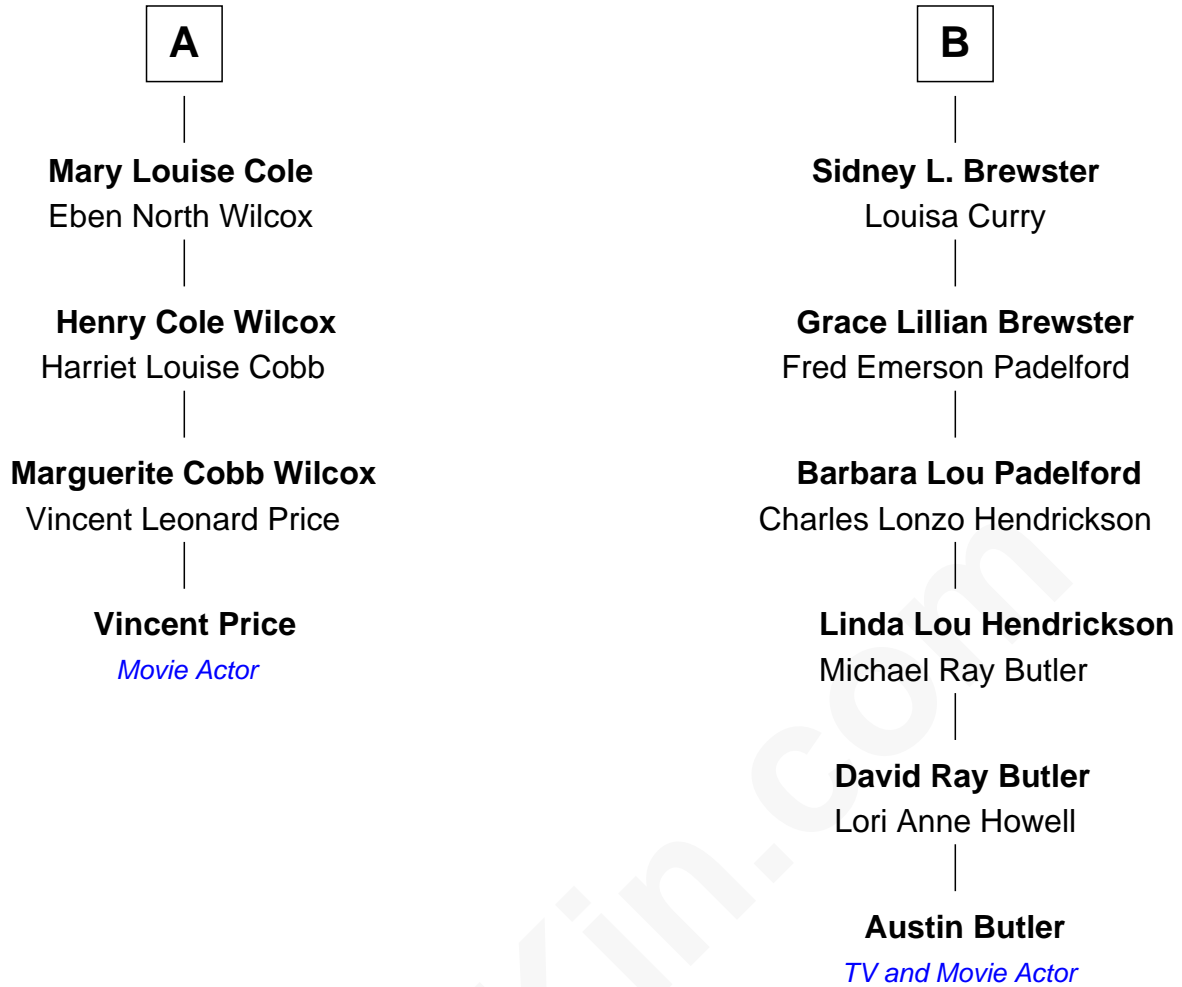 A
Mary Louise Cole
Eben North Wilcox
Henry Cole Wilcox
Harriet Louise Cobb
Marguerite Cobb Wilcox
Vincent Leonard Price
Vincent Price
Movie Actor
B
Sidney L. Brewster
Louisa Curry
Grace Lillian Brewster
Fred Emerson Padelford
Barbara Lou Padelford
Charles Lonzo Hendrickson
Linda Lou Hendrickson
Michael Ray Butler
David Ray Butler
Lori Anne Howell
Austin Butler
TV and Movie Actor
Kin.com